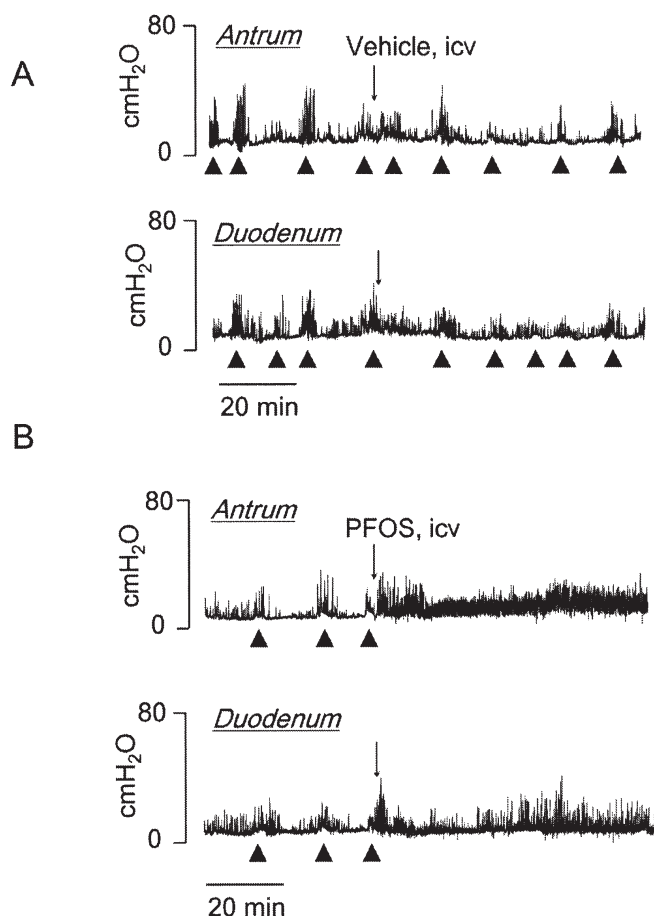 A
80
Antrum
Vehicle, icv
cmH₂O
0
80
Duodenum
cmH₂O
0
20 min
B
80
Antrum
PFOS, icv
cmH₂O
0
80
Duodenum
cmH₂O
0
20 min